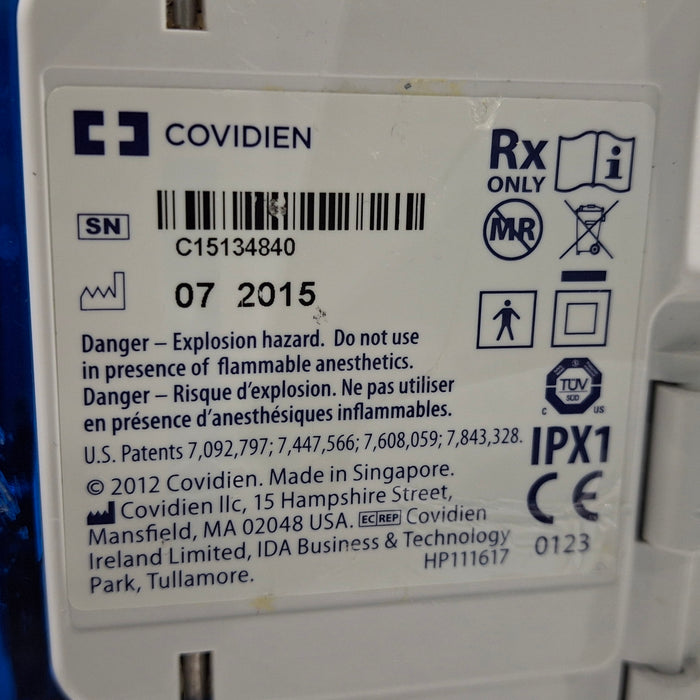 COVIDIEN
Rx
ONLY
i
SN
C15134840
MR
07 2015
Danger – Explosion hazard. Do not use
in presence of flammable anesthetics.
Danger – Risque d'explosion. Ne pas utiliser
en présence d'anesthésiques inflammables.
U.S. Patents 7,092,797; 7,447,566; 7,608,059; 7,843,328.
© 2012 Covidien. Made in Singapore.
Covidien llc, 15 Hampshire Street,
Mansfield, MA 02048 USA. EC REP Covidien
Ireland Limited, IDA Business & Technology
Park, Tullamore.
HP111617
TÜV
SÜD
C US
IPX1
CE
0123